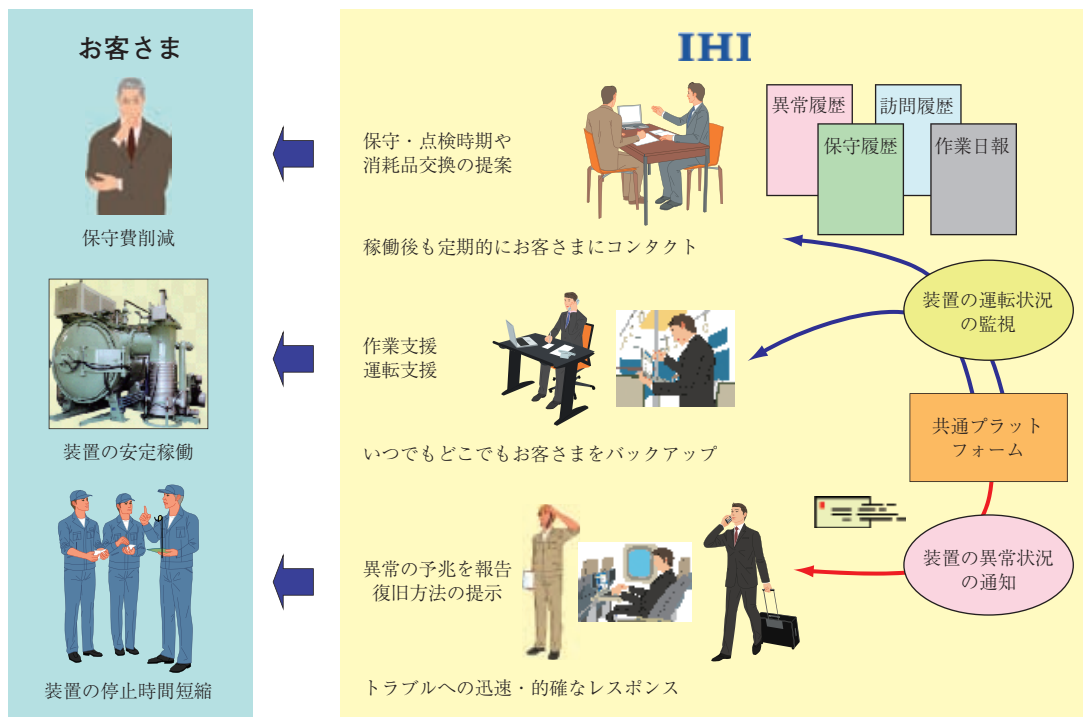 お客さま
保守費削減
装置の安定稼働
装置の停止時間短縮
IHI
保守・点検時期や
消耗品交換の提案
稼働後も定期的にお客さまにコンタクト
異常履歴
訪問履歴
保守履歴
作業日報
作業支援
運転支援
いつでもどこでもお客さまをバックアップ
装置の運転状況
の監視
共通プラット
フォーム
異常の予兆を報告
復旧方法の提示
トラブルへの迅速・的確なレスポンス
装置の異常状況
の通知